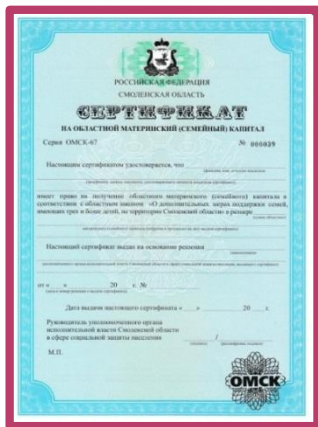 РОССИЙСКАЯ ФЕДЕРАЦИЯ
СМОЛЕНСКАЯ ОБЛАСТЬ
СЕРТИФИКАТ
НА ОБЛАСТНОЙ МАТЕРИНСКИЙ (СЕМЕЙНЫЙ) КАПИТАЛ
Серия ОМСК-67 № 000039
Настоящим сертификатом удостоверяется, что
(фамилия, имя, отчество
имеет право на получение областного материнского (семейного) капитала в
соответствии с областным законом «О дополнительных мерах поддержки семей,
имеющих трех и более детей, на территории Смоленской области» в размере
Настоящий сертификат выдан на основании решения
от « » 20 г. №
Дата выдачи настоящего сертификата « » 20 г.
Руководитель уполномоченного органа
исполнительной власти Смоленской области
в сфере социальной защиты населения /
М.П.
ОМСК